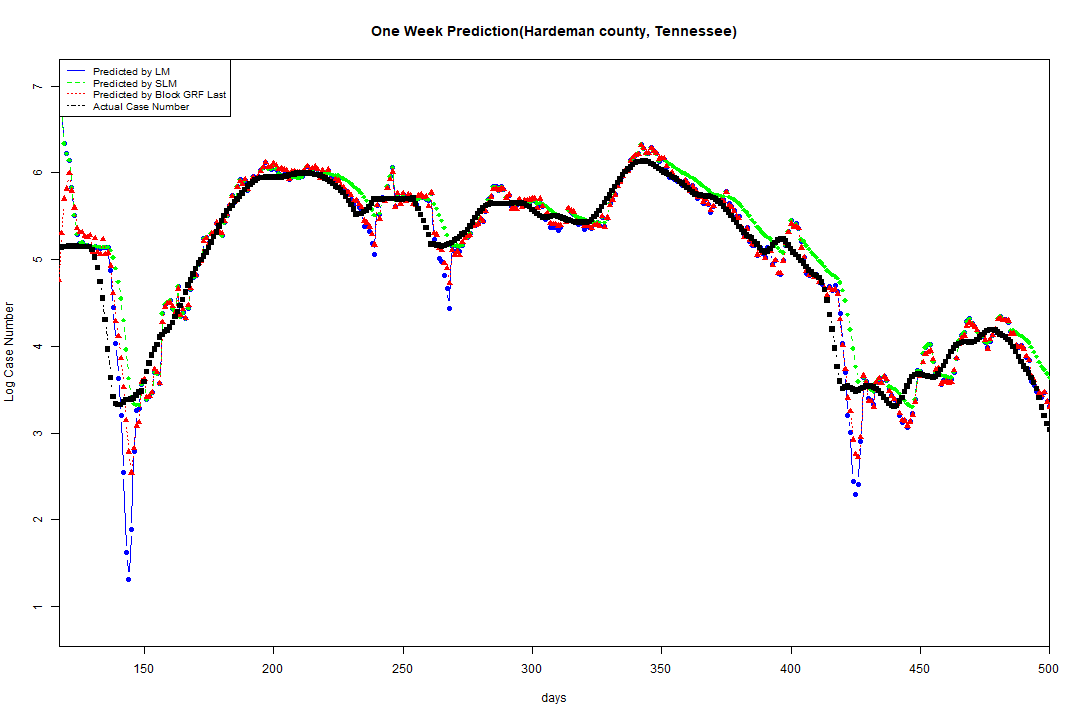 One Week Prediction(Hardeman county, Tennessee)
Predicted by LM
Predicted by SLM
Predicted by Block GRF Last
Actual Case Number
7
6
5
4
3
2
1
Log Case Number
150 200 250 300 350 400 450 500
days